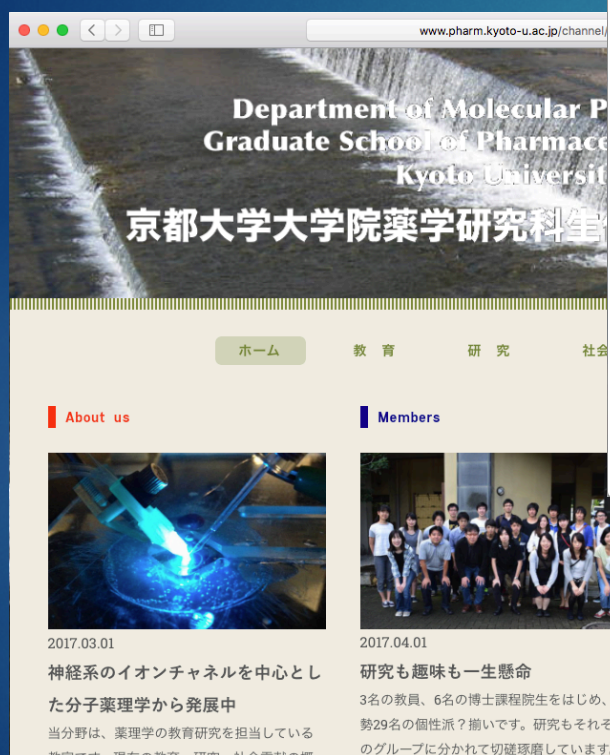 www.pharm.kyoto-u.ac.jp/channel/
Department of Molecular P
Graduate School of Pharmace
Kyoto Universit
京都大学大学院薬学研究科生
ホーム 教 育 研 究 社会
About us
Members
2017.03.01
神経系のイオンチャネルを中心とし
た分子薬理学から発展中
当分野は、薬理学の教育研究を担当している
2017.04.01
研究も趣味も一生懸命
3名の教員、6名の博士課程院生をはじめ、
勢29名の個性派？揃いです。研究もそれぞ
のグループに分かれて切磋琢磨しています